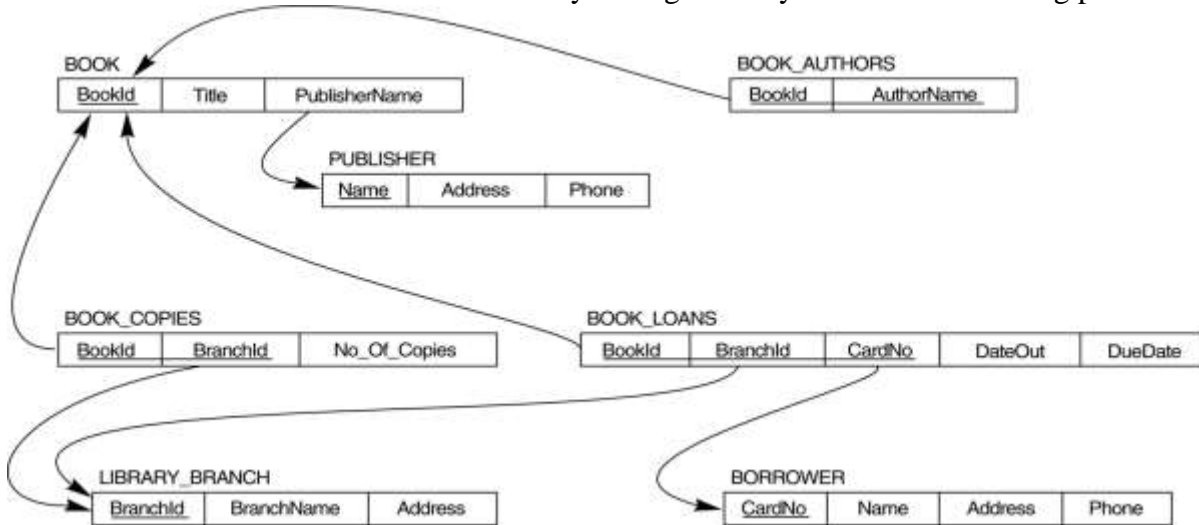 BOOK
BookId Title PublisherName
BOOK_AUTHORS
BookId AuthorName
PUBLISHER
Name Address Phone
BOOK_COPIES
BookId BranchId No_Of_Copies
BOOK_LOANS
BookId BranchId CardNo DateOut DueDate
LIBRARY_BRANCH
BranchId BranchName Address
BORROWER
CardNo Name Address Phone